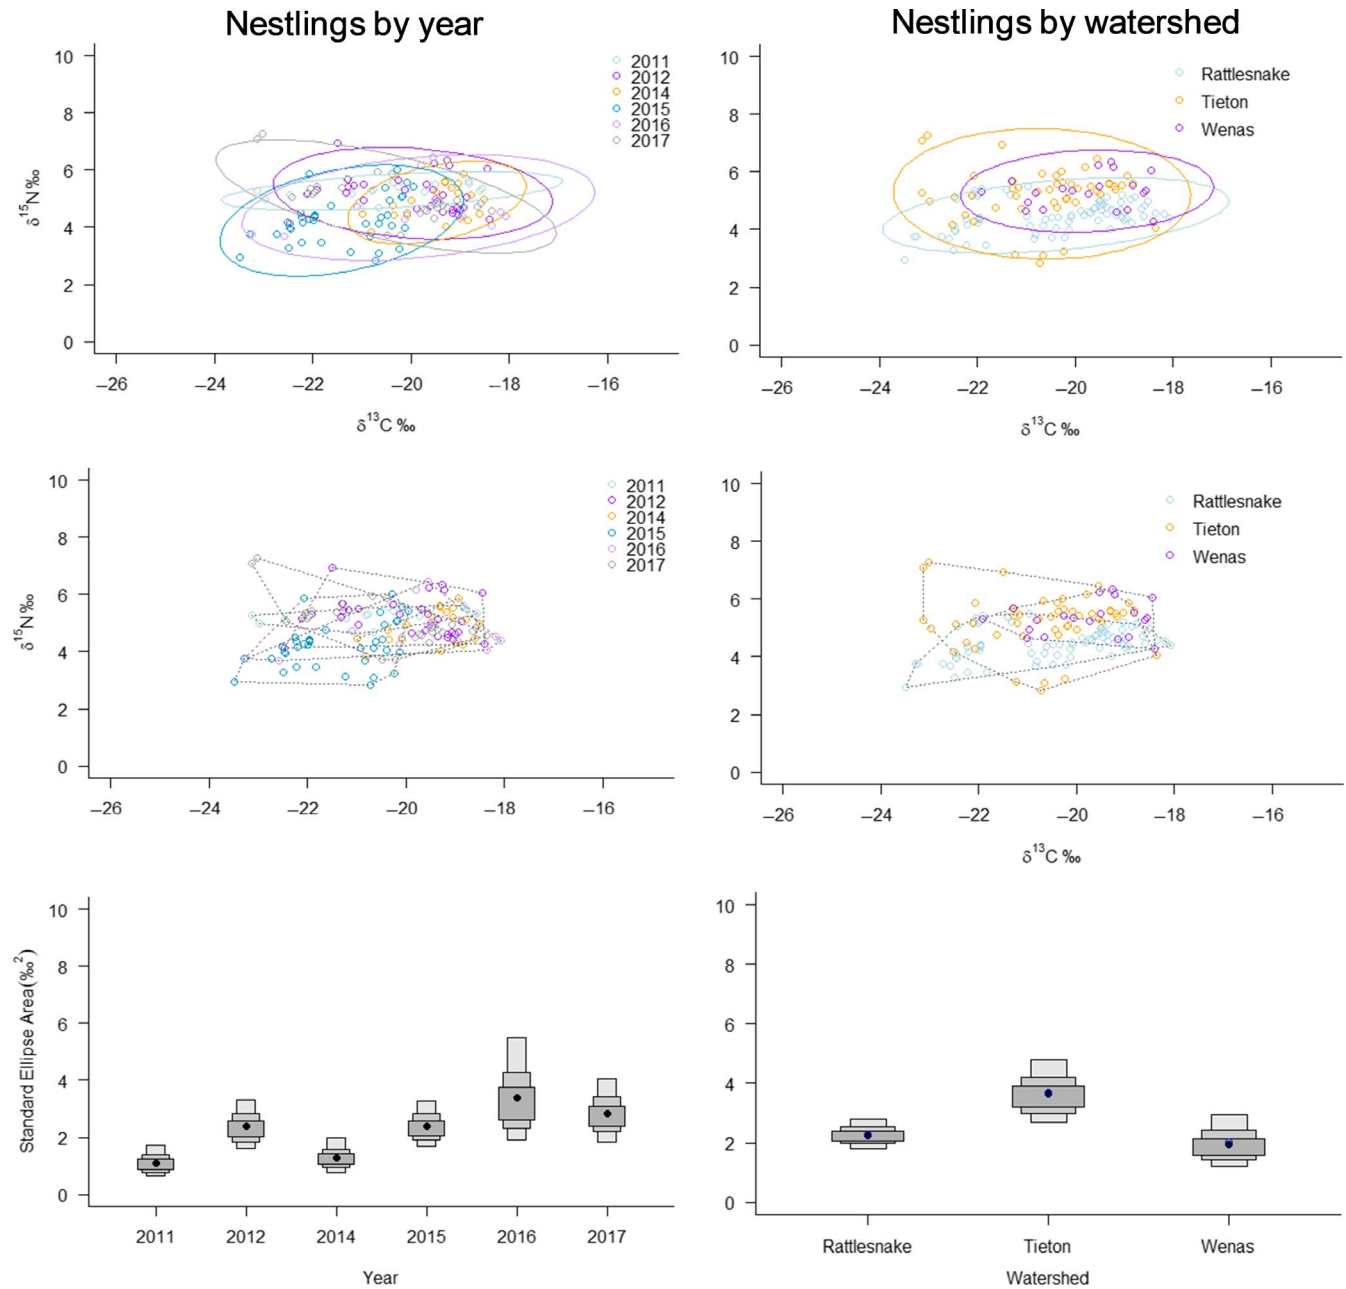 Nestlings by year
Nestlings by watershed
10
8
6
4
2
0
δ15N ‰
2011
2012
2014
2015
2016
2017
–26 –24 –22 –20 –18 –16
δ13C ‰
10
8
6
4
2
0
Rattlesnake
Tieton
Wenas
–26 –24 –22 –20 –18 –16
δ13C ‰
10
8
6
4
2
0
δ15N‰
2011
2012
2014
2015
2016
2017
–26 –24 –22 –20 –18 –16
10
8
6
4
2
0
Rattlesnake
Tieton
Wenas
–26 –24 –22 –20 –18 –16
δ13C ‰
10
8
6
4
2
0
Standard Ellipse Area(‰2)
2011 2012 2014 2015 2016 2017
Year
10
8
6
4
2
0
Rattlesnake Tieton Wenas
Watershed